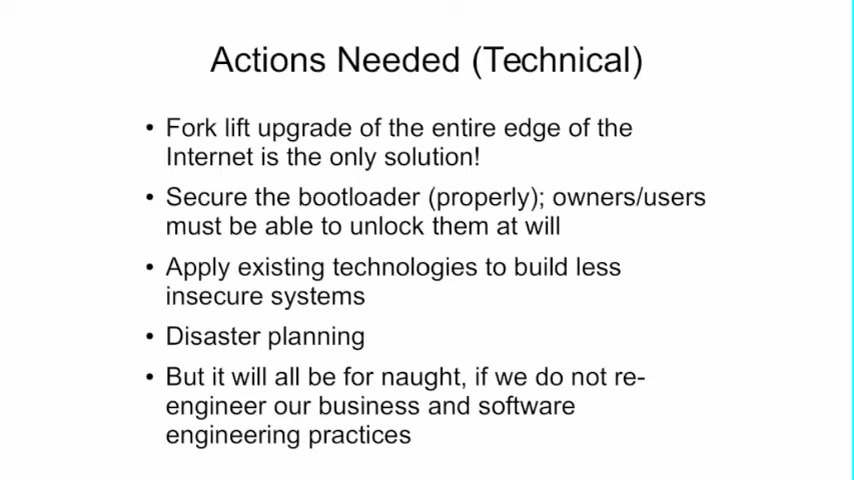 Actions Needed (Technical)
• Fork lift upgrade of the entire edge of the
Internet is the only solution!
• Secure the bootloader (properly); owners/users
must be able to unlock them at will
• Apply existing technologies to build less
insecure systems
• Disaster planning
• But it will all be for naught, if we do not re-
engineer our business and software
engineering practices